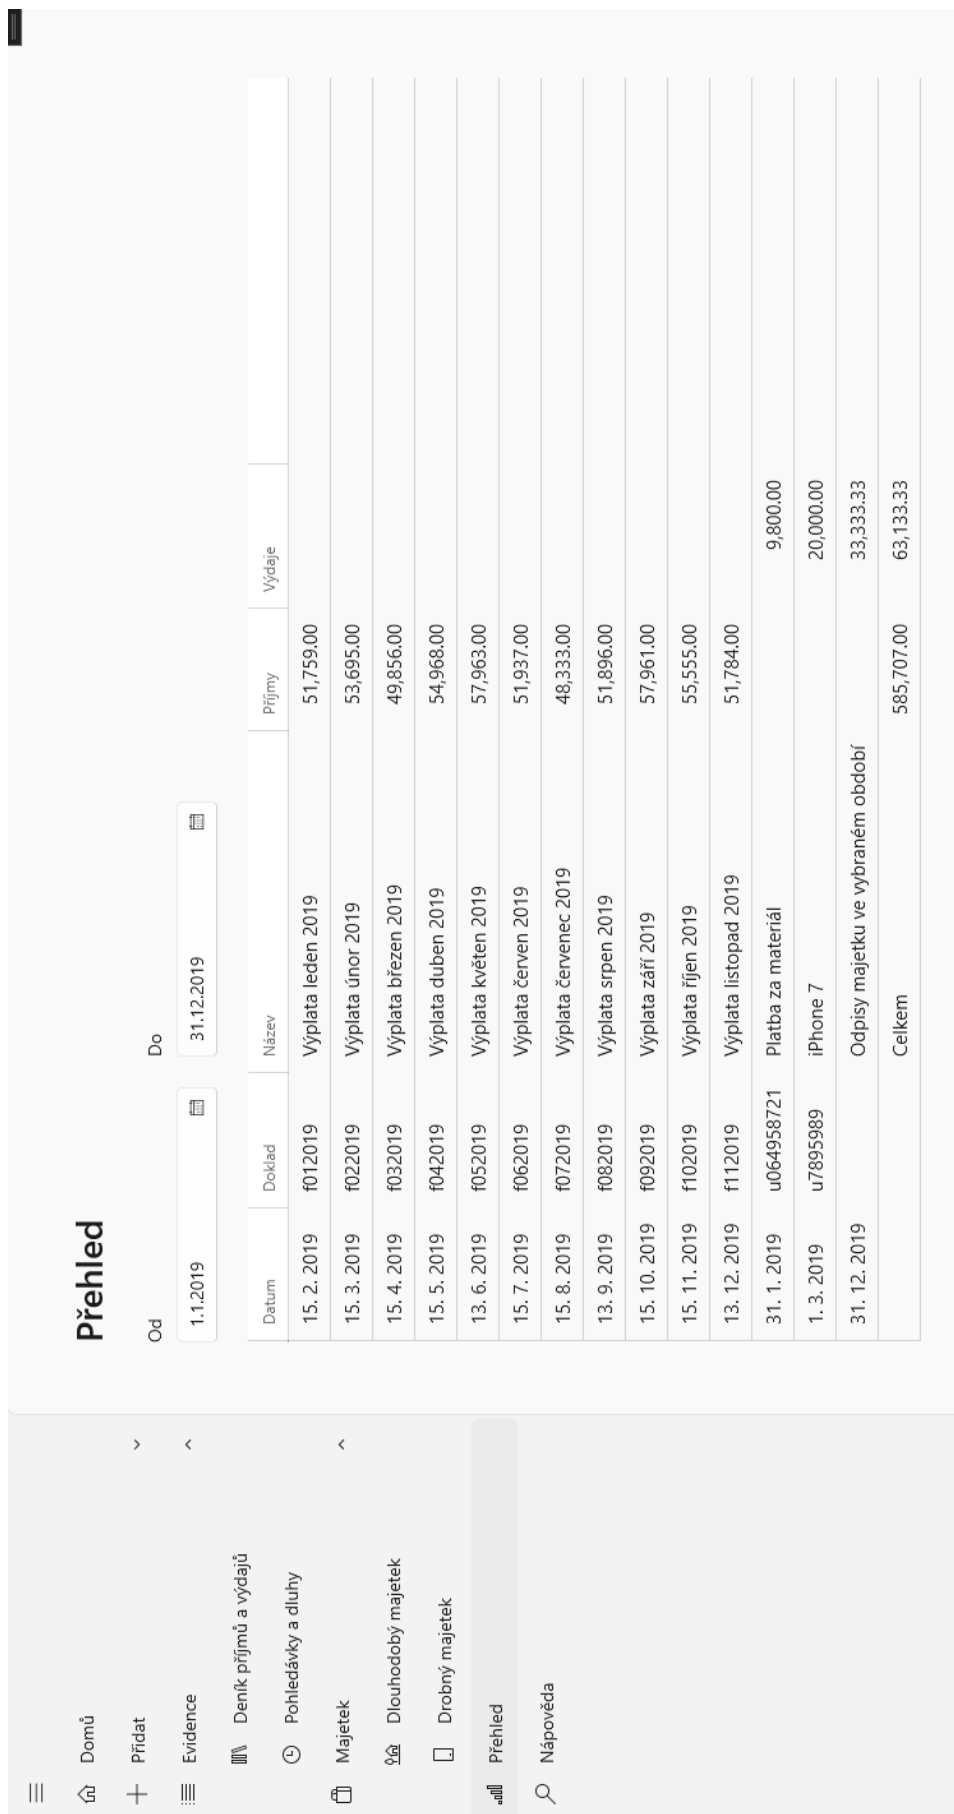 Domů
Přidat
Evidence
Deník příjmů a výdajů
Pohledávky a dluhy
Majetek
Dlouhodobý majetek
Drobný majetek
Přehled
Nápověda
Přehled
Od Do
1.1.2019 31.12.2019
Datum Doklad Název Příjmy Výdaje
15. 2. 2019 f012019 Výplata leden 2019 51,759.00
15. 3. 2019 f022019 Výplata únor 2019 53,695.00
15. 4. 2019 f032019 Výplata březen 2019 49,856.00
15. 5. 2019 f042019 Výplata duben 2019 54,968.00
13. 6. 2019 f052019 Výplata květen 2019 57,963.00
15. 7. 2019 f062019 Výplata červen 2019 51,937.00
15. 8. 2019 f072019 Výplata červenec 2019 48,333.00
13. 9. 2019 f082019 Výplata srpen 2019 51,896.00
15. 10. 2019 f092019 Výplata září 2019 57,961.00
15. 11. 2019 f102019 Výplata říjen 2019 55,555.00
13. 12. 2019 f112019 Výplata listopad 2019 51,784.00
31. 1. 2019 u064958721 Platba za materiál 9,800.00
1. 3. 2019 u7895989 iPhone 7 20,000.00
31. 12. 2019 Odpisy majetku ve vybraném období 33,333.33
Celkem 585,707.00 63,133.33